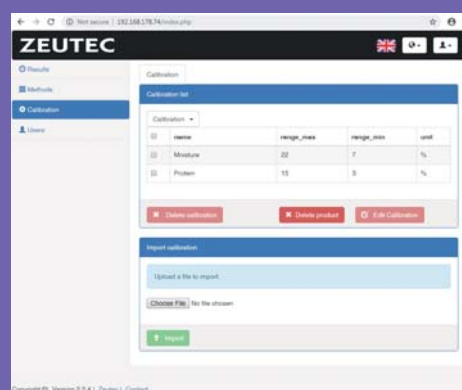 Not secure | 192.168.178.74/index.php
ZEUTEC
Results
Methods
Calibration
Users
Calibration
Calibration list
Calibration
name range_max range_min unit
Moisture 22 7 %
Protein 15 3 %
Delete calibration Delete product Edit Calibration
Import calibration
Upload a file to import.
Choose File No file chosen
Import